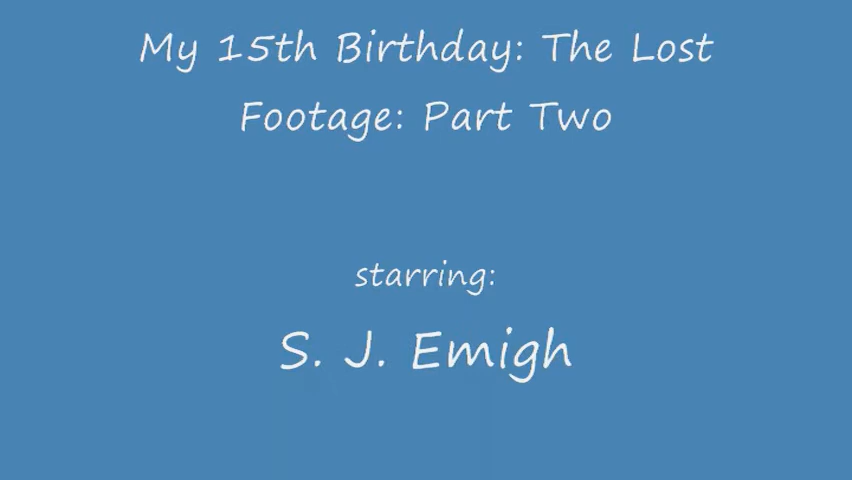 My 15th Birthday: The Lost
Footage: Part Two
starring:
S. J. Emigh